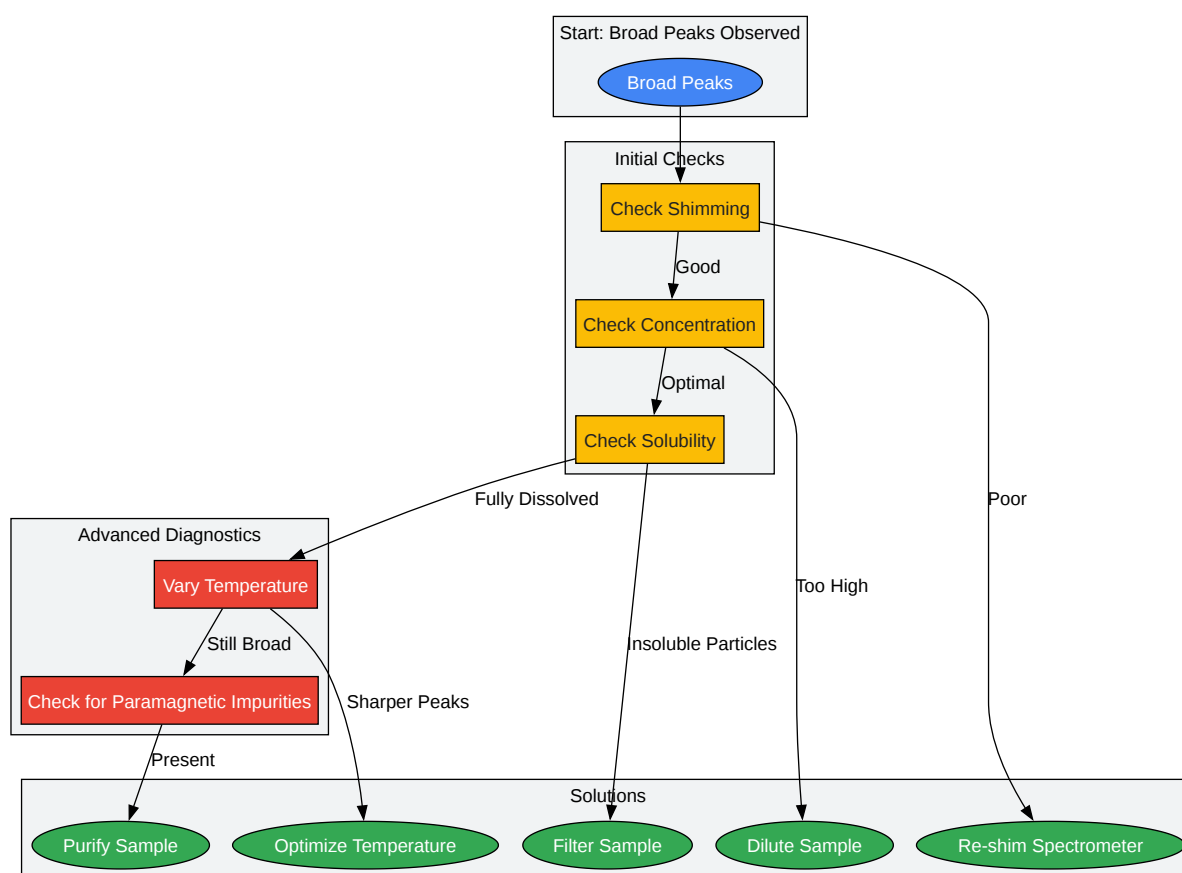 Start: Broad Peaks Observed
Broad Peaks
Initial Checks
Check Shimming
Good
Check Concentration
Optimal
Check Solubility
Fully Dissolved
Poor
Advanced Diagnostics
Vary Temperature
Too High
Still Broad
Insoluble Particles
Check for Paramagnetic Impurities
Sharper Peaks
Present
Solutions
Purify Sample
Optimize Temperature
Filter Sample
Dilute Sample
Re-shim Spectrometer